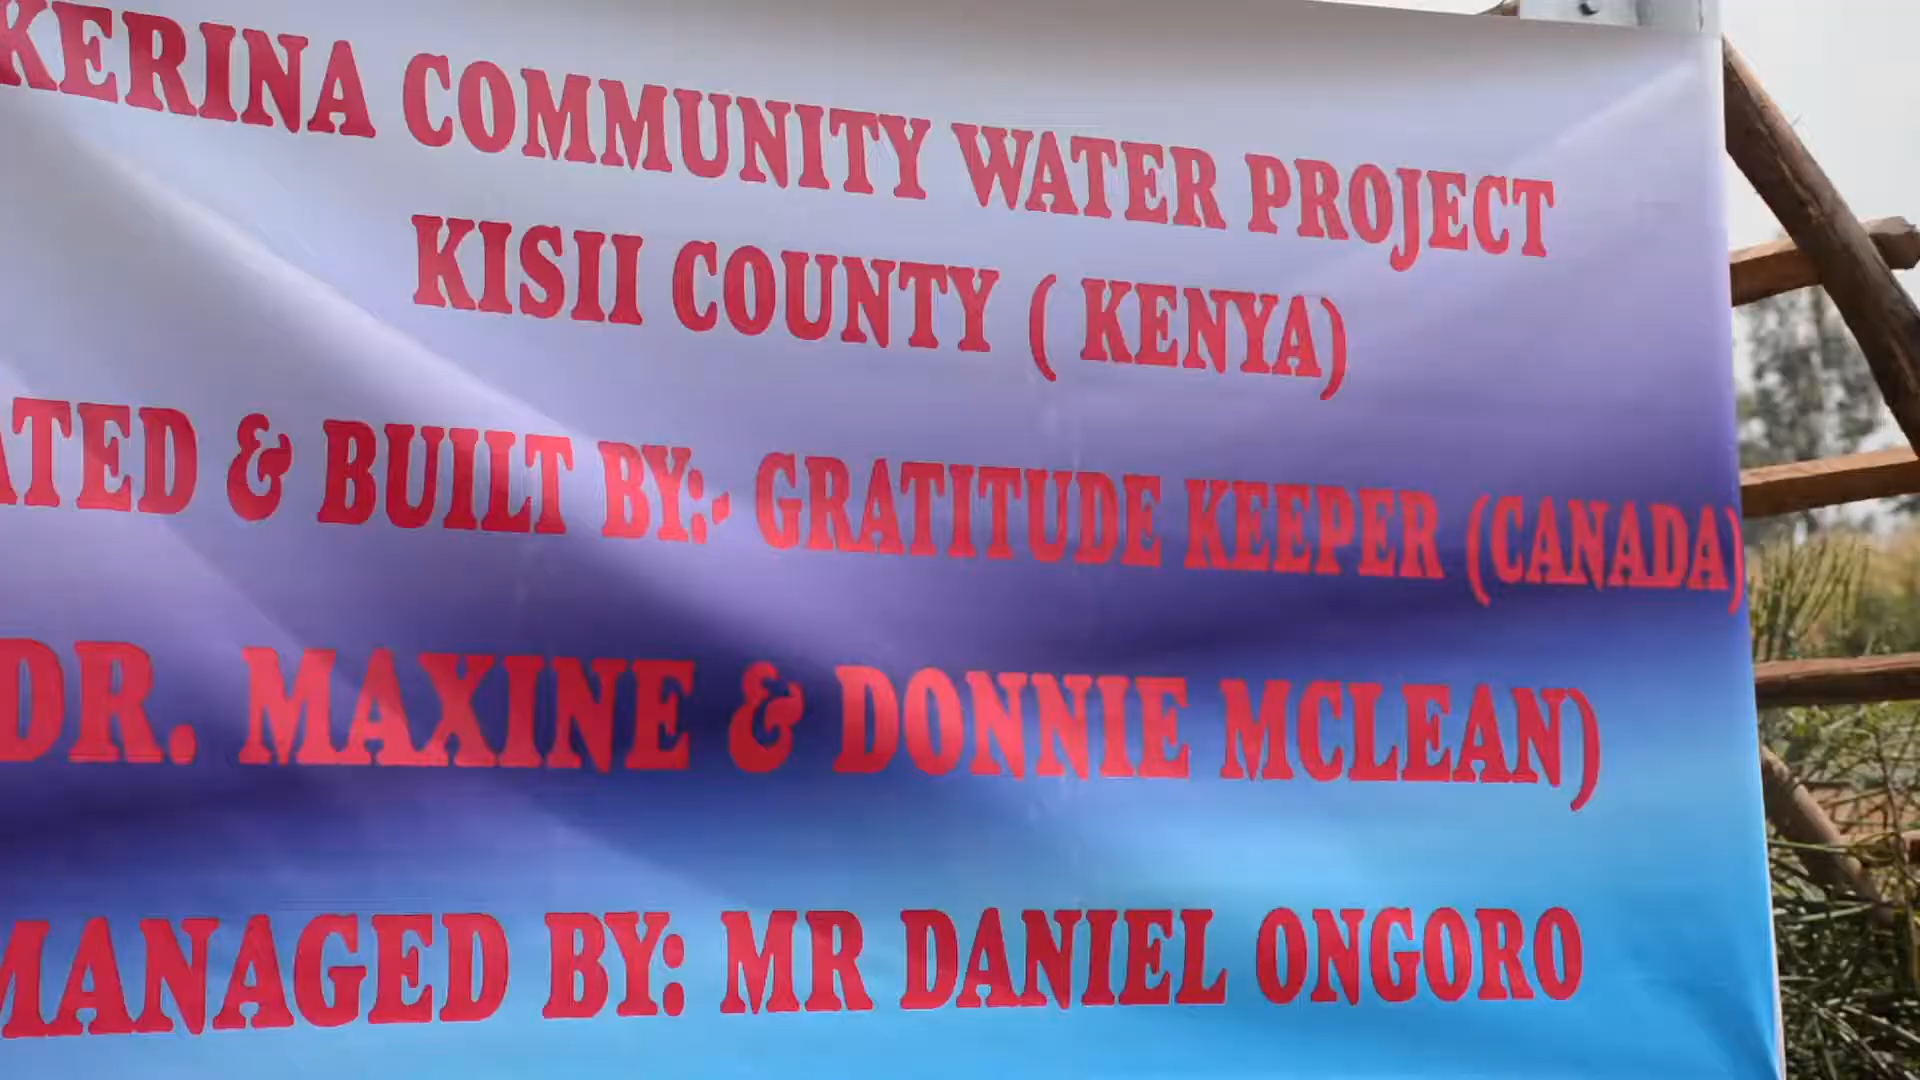 KERINA COMMUNITY WATER PROJECT
KISII COUNTY ( KENYA)
ATED & BUILT BY:- GRATITUDE KEEPER (CANADA)
DR. MAXINE & DONNIE MCLEAN)
MANAGED BY: MR DANIEL ONGORO